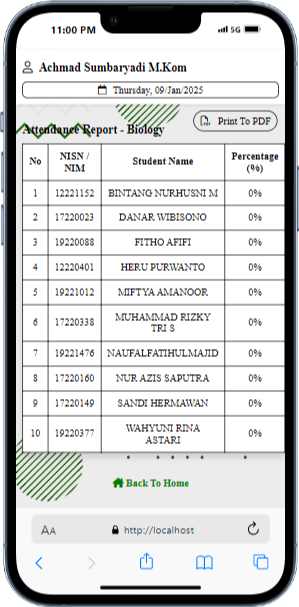 11:00 PM 5G
Achmad Sumbaryadi M.Kom
Thursday, 09/Jan/2025
Print To PDF
Attendance Report - Biology
No NISN / NIM Student Name Percentage (%)
1 12221152 BINTANG NURHUSNI M 0%
2 17220023 DANAR WIBISONO 0%
3 19220088 FITHO AFIFI 0%
4 12220401 HERU PURWANTO 0%
5 19221012 MIFTYA AMANOOR 0%
6 17220338 MUHAMMAD RIZKY TRI S 0%
7 19221476 NAUFALFATIHULMAJID 0%
8 17220160 NUR AZIS SAPUTRA 0%
9 17220149 SANDI HERMAWAN 0%
10 19220377 WAHYUNI RINA ASTARI 0%
Back To Home
AA http://localhost